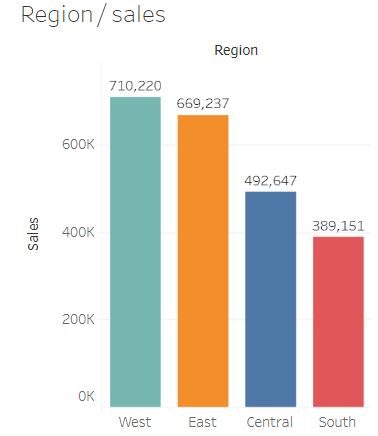 Region / sales
Region
710,220
669,237
600K
492,647
389,151
Sales
400K
200K
0K
West East Central South